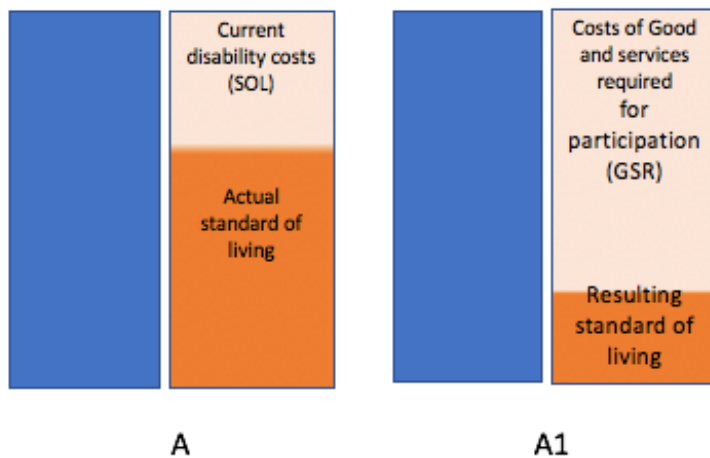 Current
disability costs
(SOL)
Actual
standard of
living
A
Costs of Good
and services
required
for
participation
(GSR)
Resulting
standard of
living
A1